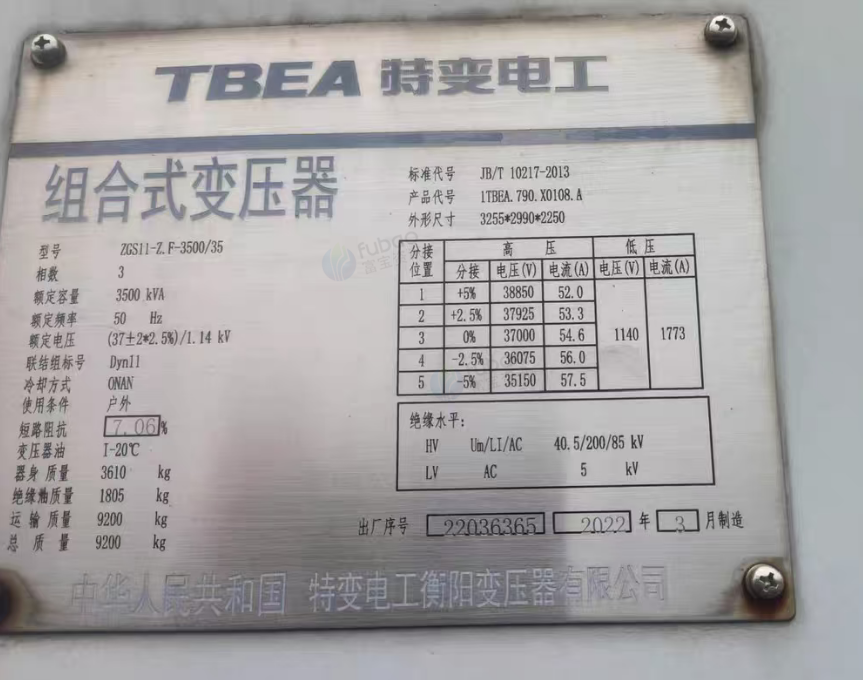 TBEA 特变电工
组合式变压器
标准代号 JB/T 10217-2013
产品代号 1TBEA.790.X0108.A
外形尺寸 3255*2990*2250
型号 ZGS11-Z.F-3500/35
相数 3
额定容量 3500 kVA
额定频率 50 Hz
额定电压 (37±2*2.5%)/1.14 kV
联结组标号 Dyn11
冷却方式 ONAN
使用条件 户外
短路阻抗 7.06%
变压器油 I-20℃
器身质量 3610 kg
绝缘油质量 1805 kg
运输质量 9200 kg
总质量 9200 kg
分接位置 高压 低压
分接 电压(V) 电流(A) 电压(V) 电流(A)
1 +5% 38850 52.0
2 +2.5% 37925 53.3
3 0% 37000 54.6 1140 1773
4 -2.5% 36075 56.0
5 -5% 35150 57.5
绝缘水平:
HV Um/LI/AC 40.5/200/85 kV
LV AC 5 kV
出厂序号 22036365 2022 年 3 月制造
中华人民共和国 特变电工衡阳变压器有限公司